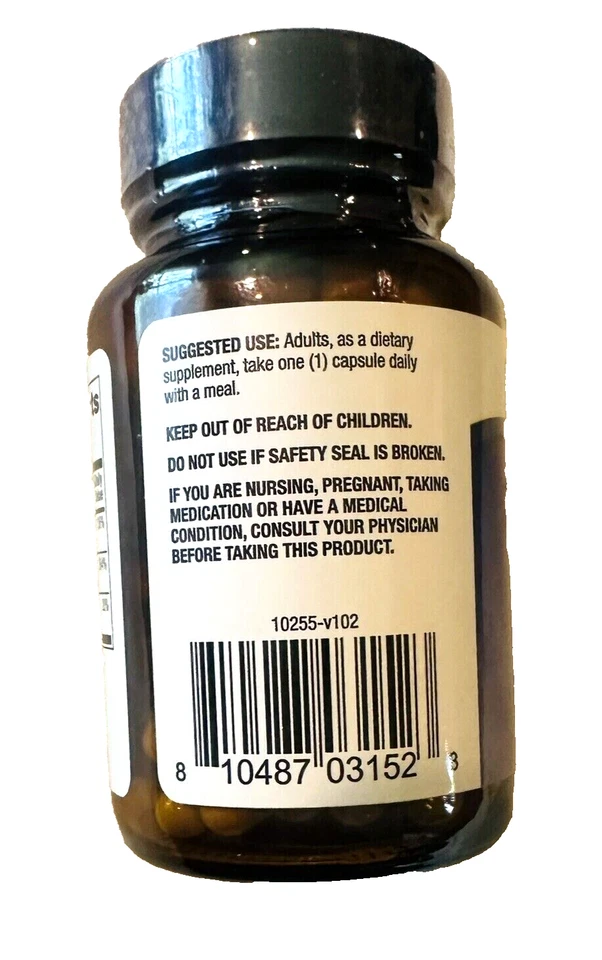 SUGGESTED USE: Adults, as a dietary
supplement, take one (1) capsule daily
with a meal.
KEEP OUT OF REACH OF CHILDREN.
DO NOT USE IF SAFETY SEAL IS BROKEN.
IF YOU ARE NURSING, PREGNANT, TAKING
MEDICATION OR HAVE A MEDICAL
CONDITION, CONSULT YOUR PHYSICIAN
BEFORE TAKING THIS PRODUCT.
10255-v102
8 10487 03152 3